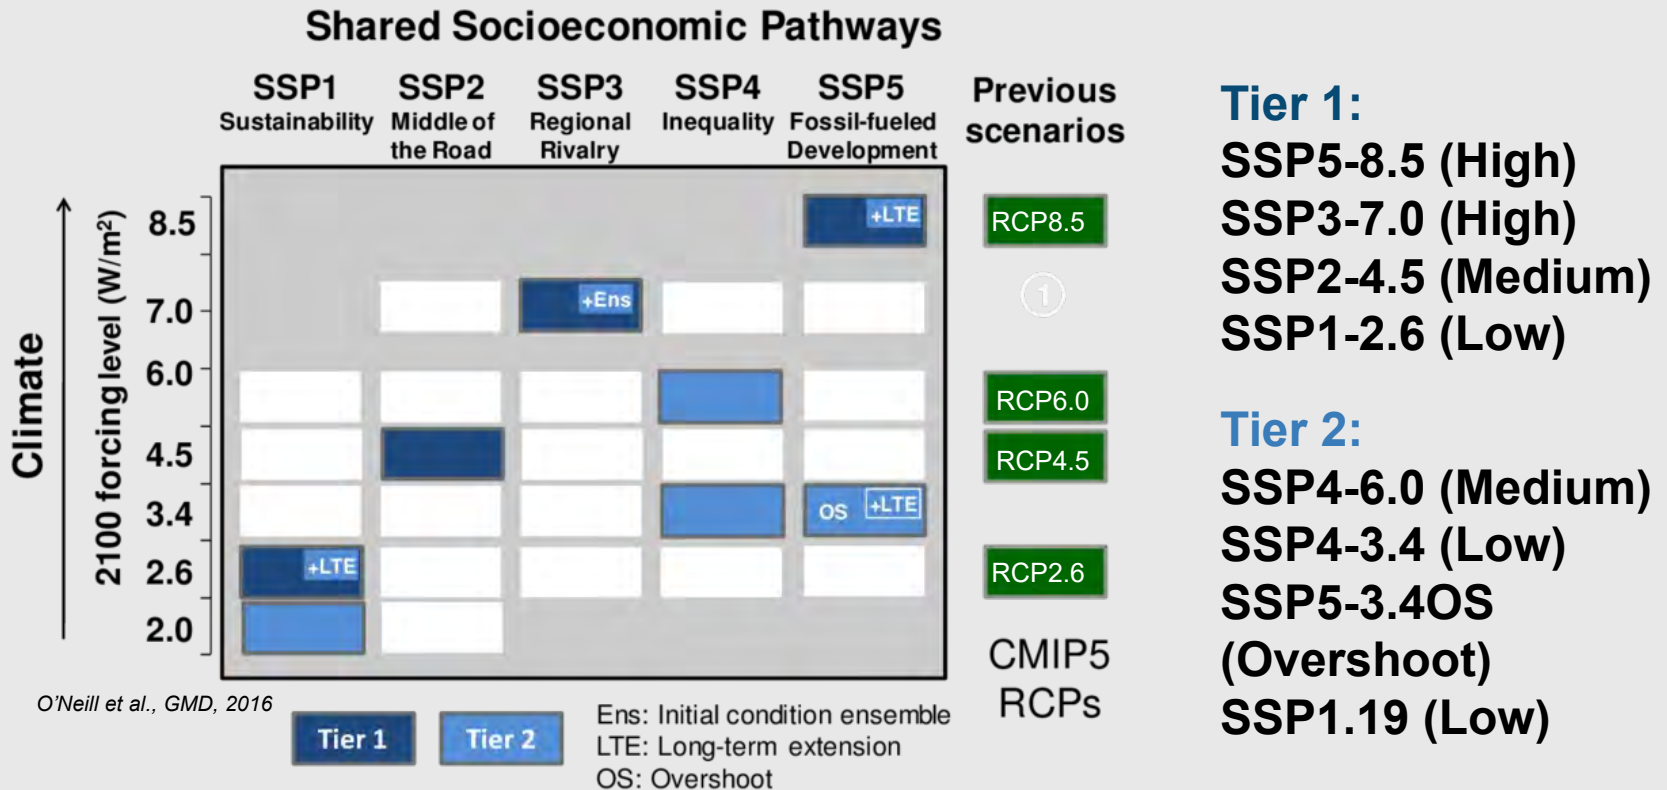 Shared Socioeconomic Pathways
SSP1
Sustainability
SSP2
Middle of
the Road
SSP3
Regional
Rivalry
SSP4
Inequality
SSP5
Fossil-fueled
Development
Previous
scenarios
Climate
2100 forcing level (W/m²)
8.5
7.0
6.0
4.5
3.4
2.6
2.0
+LTE
+Ens
OS
+LTE
+LTE
RCP8.5
1
RCP6.0
RCP4.5
RCP2.6
CMIP5
RCPs
O'Neill et al., GMD, 2016
Tier 1
Tier 2
Ens: Initial condition ensemble
LTE: Long-term extension
OS: Overshoot
Tier 1:
SSP5-8.5 (High)
SSP3-7.0 (High)
SSP2-4.5 (Medium)
SSP1-2.6 (Low)
Tier 2:
SSP4-6.0 (Medium)
SSP4-3.4 (Low)
SSP5-3.4OS
(Overshoot)
SSP1.19 (Low)